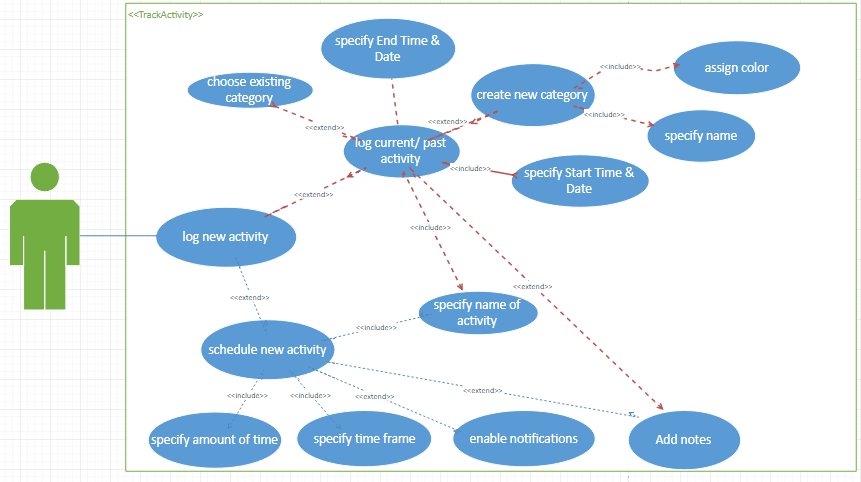 <<TrackActivity>>
specify End Time &
Date
choose existing
category
create new category
<<include>>
assign color
<<include>>
specify name
<<extend>>
<<extend>>
log current/ past
activity
<<include>>
specify Start Time &
Date
<<extend>>
log new activity
<<include>>
<<extend>>
<<extend>>
specify name of
activity
<<include>>
schedule new activity
<<include>>
<<include>>
<<extend>>
<<extend>>
specify amount of time
specify time frame
enable notifications
Add notes